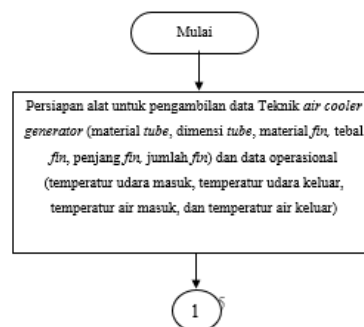 Mulai
Persiapan alat untuk pengambilan data Teknik air cooler
generator (material tube, dimensi tube, material fin, tebal
fin, penjang fin, jumlah fin) dan data operasional
(temperatur udara masuk, temperatur udara keluar,
temperatur air masuk, dan temperatur air keluar)
1